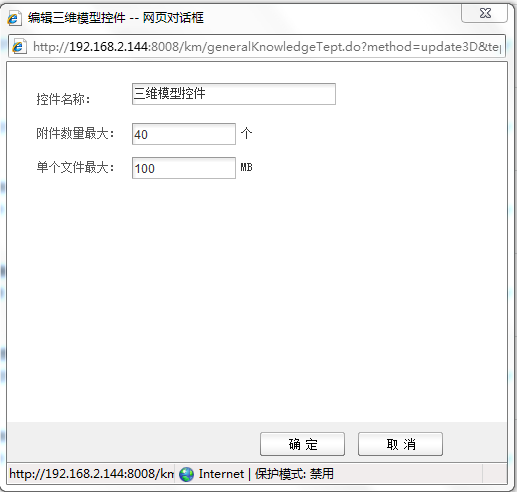 编辑三维模型控件 -- 网页对话框
http://192.168.2.144:8008/km/generalKnowledgeTept.do?method=update3D&te
控件名称： 三维模型控件
附件数量最大： 40 个
单个文件最大： 100 MB
确 定 取 消
http://192.168.2.144:8008/km Internet | 保护模式: 禁用